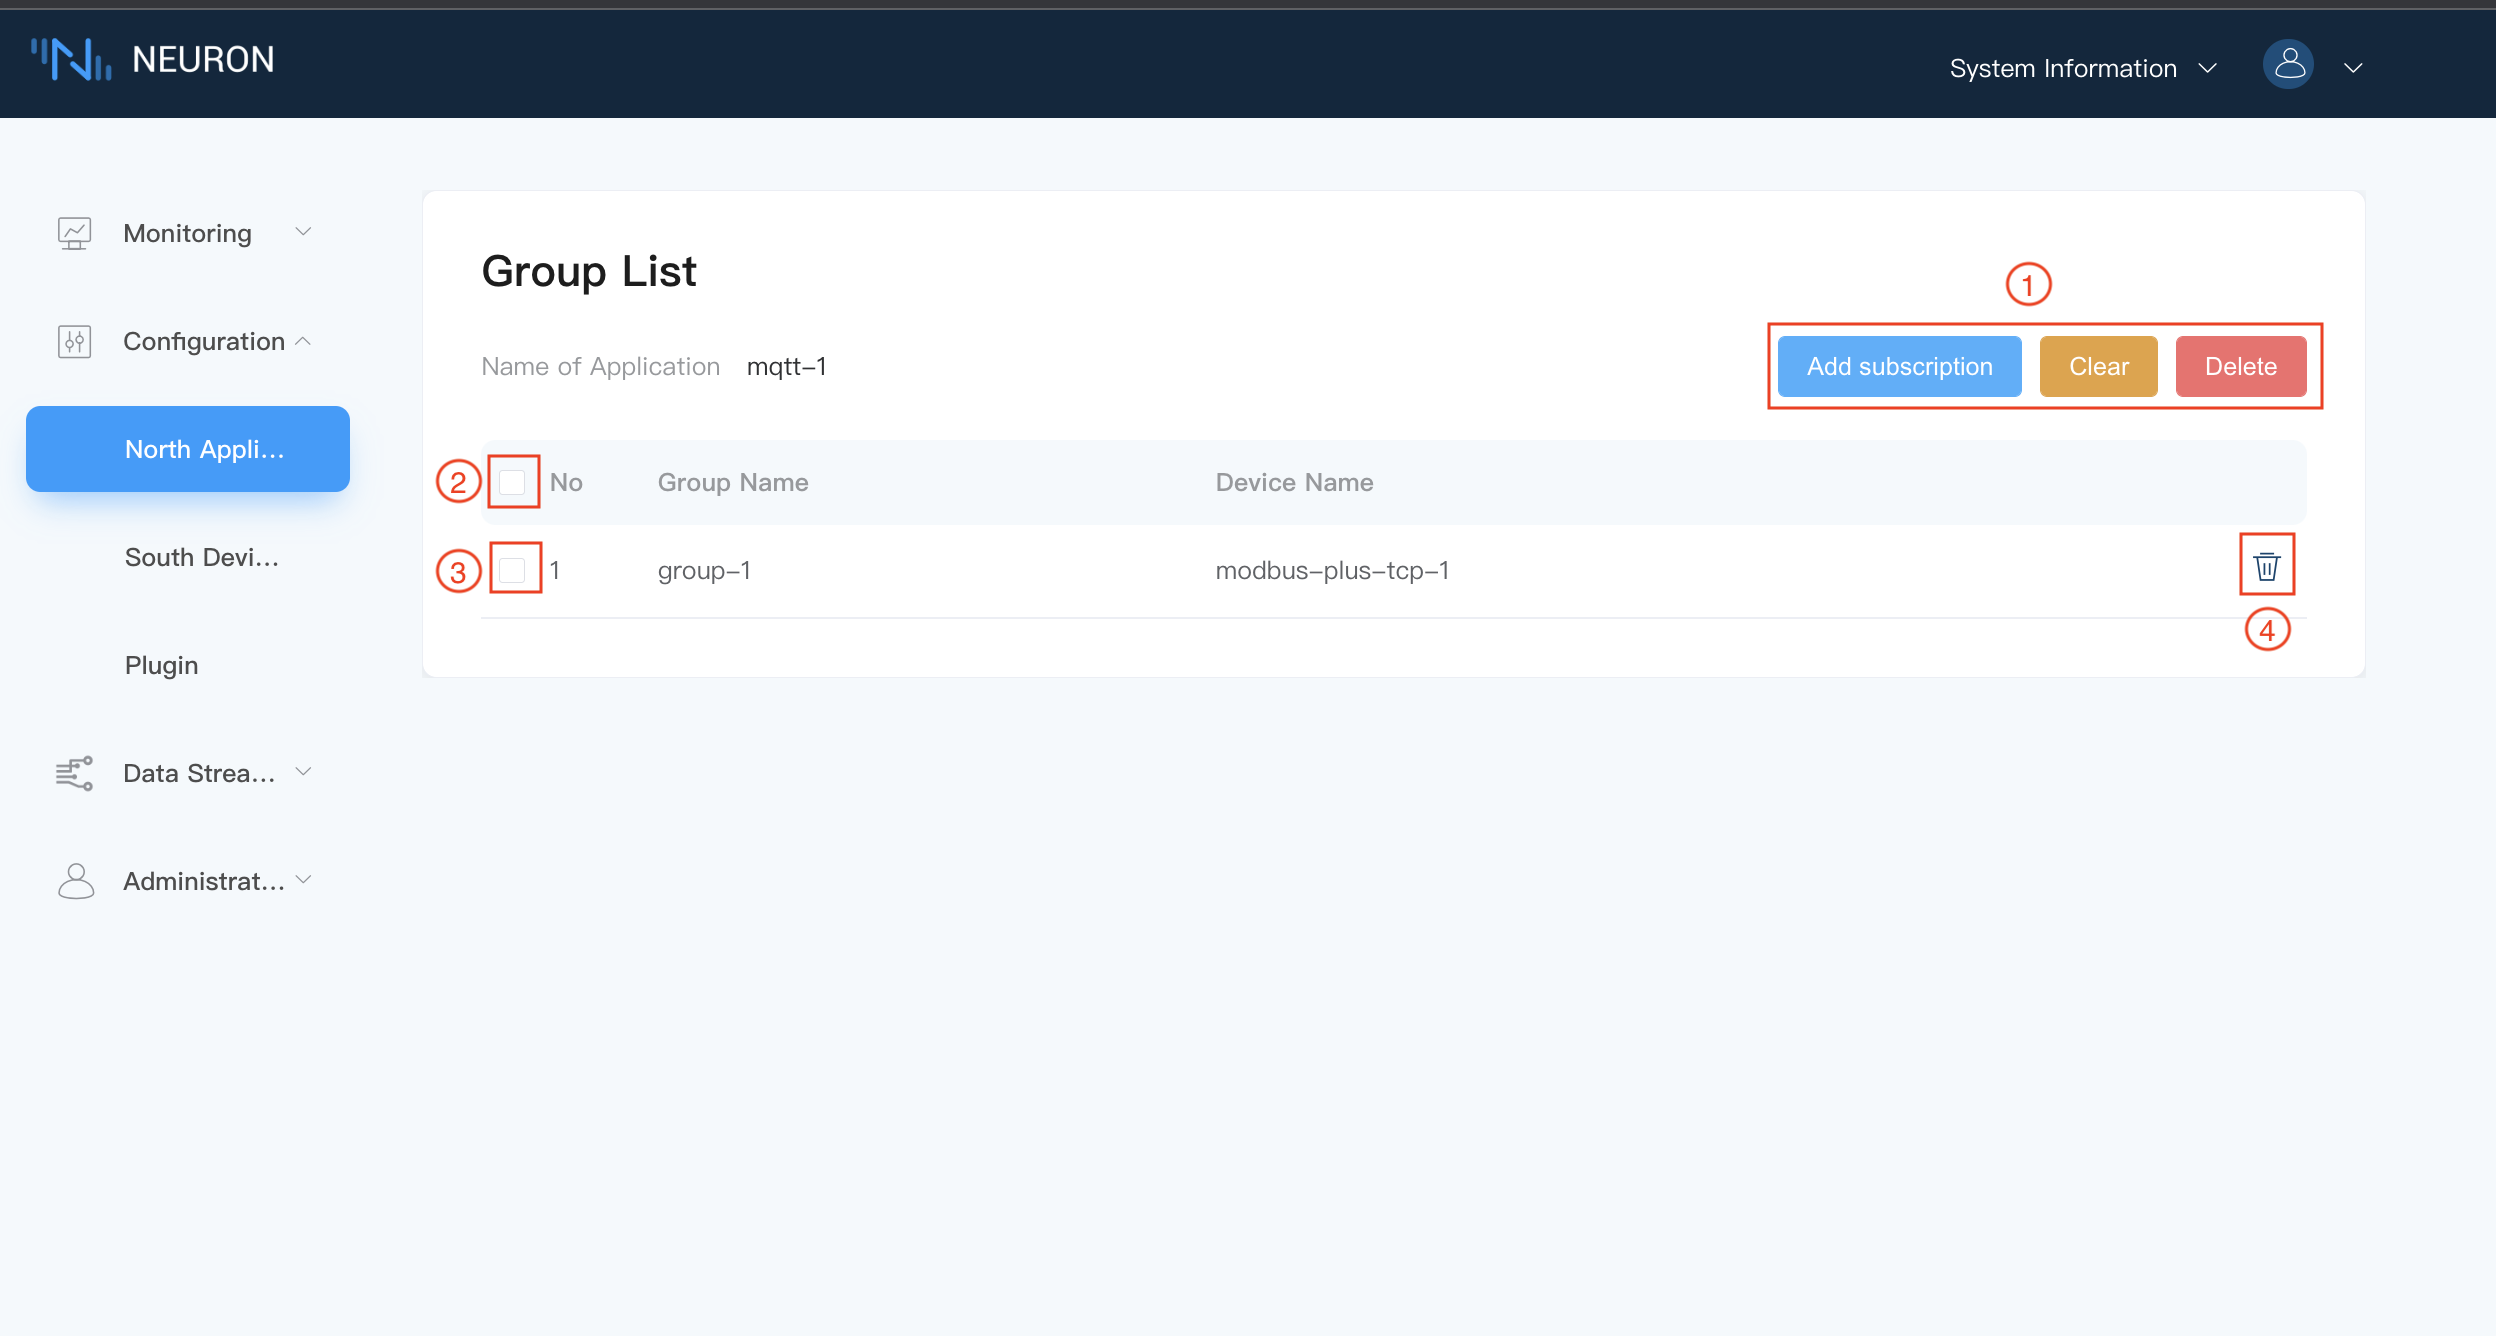 NEURON
System Information
Monitoring
Configuration
North Appli...
South Devi...
Plugin
Data Strea...
Administrat...
Group List
1
Name of Application mqtt-1
Add subscription Clear Delete
2 No Group Name Device Name
3 1 group-1 modbus-plus-tcp-1
4